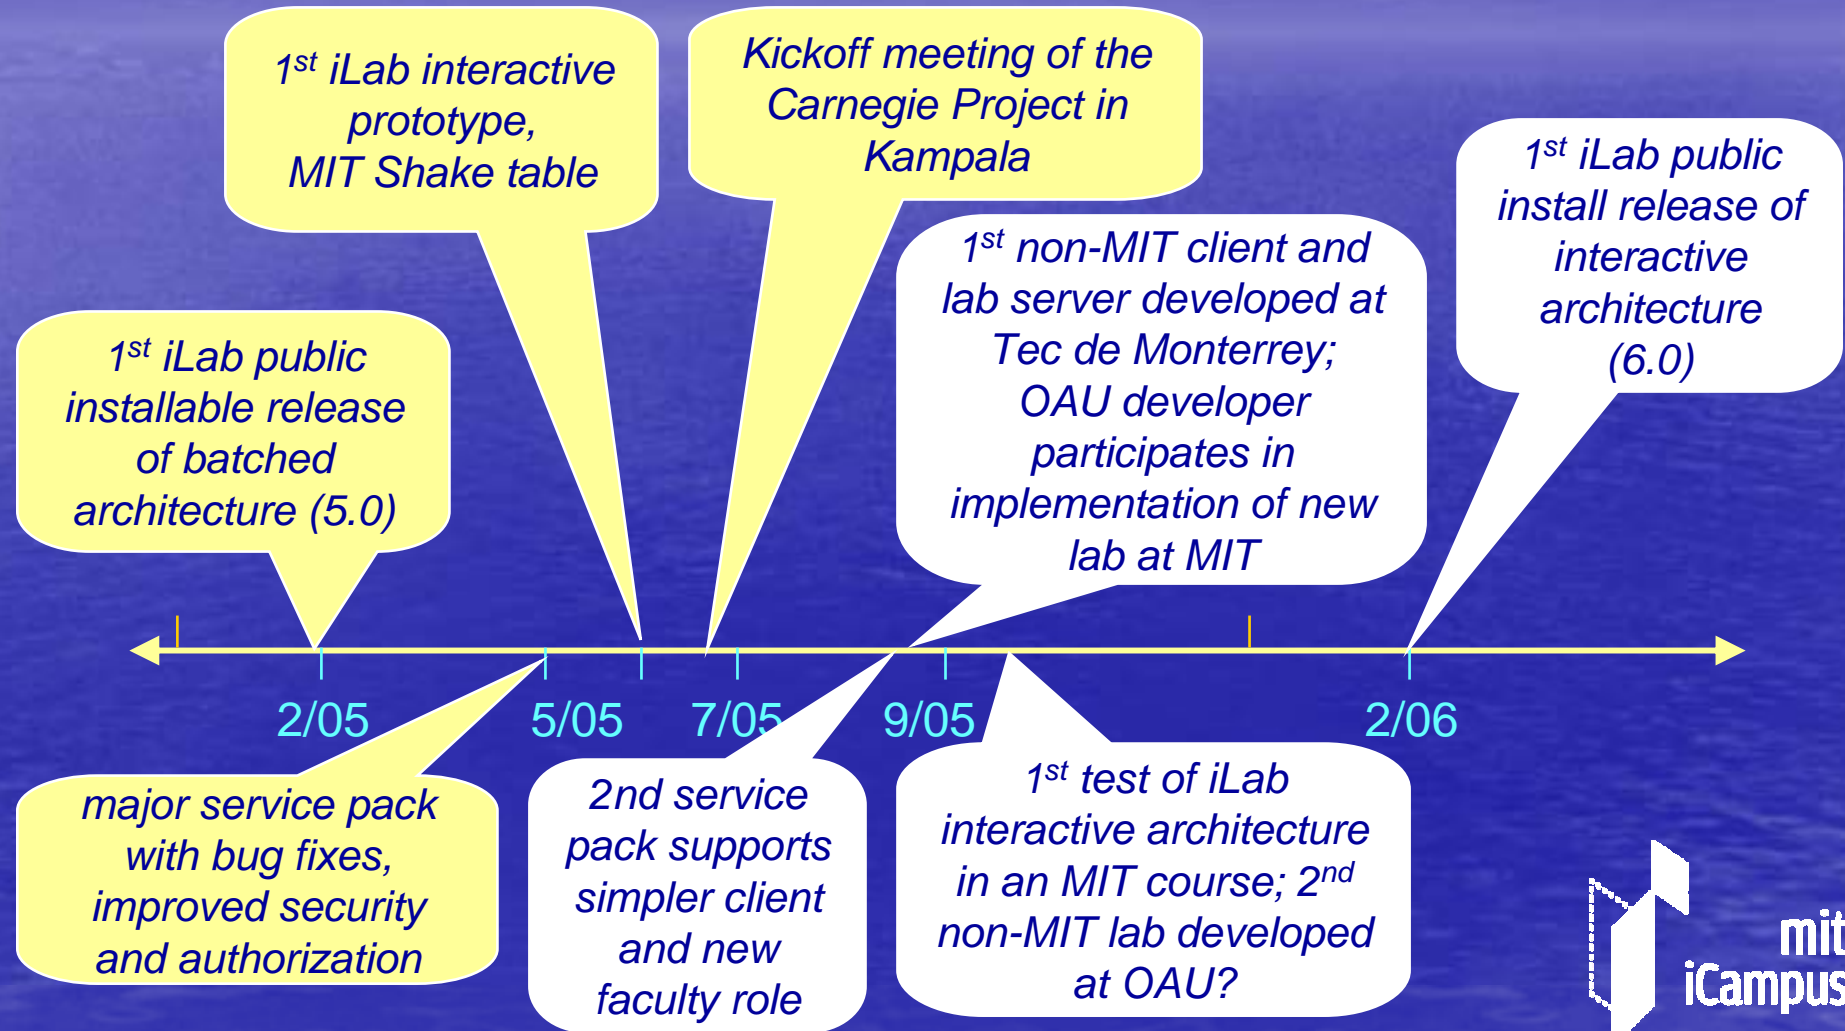 1st iLab interactive
prototype,
MIT Shake table
Kickoff meeting of the
Carnegie Project in
Kampala
1st iLab public
install release of
interactive
architecture
(6.0)
1st non-MIT client and
lab server developed at
Tec de Monterrey;
OAU developer
participates in
implementation of new
lab at MIT
1st iLab public
installable release
of batched
architecture (5.0)
2/05
5/05
7/05
9/05
2/06
major service pack
with bug fixes,
improved security
and authorization
2nd service
pack supports
simpler client
and new
faculty role
1st test of iLab
interactive architecture
in an MIT course; 2nd
non-MIT lab developed
at OAU?
mit
iCampus